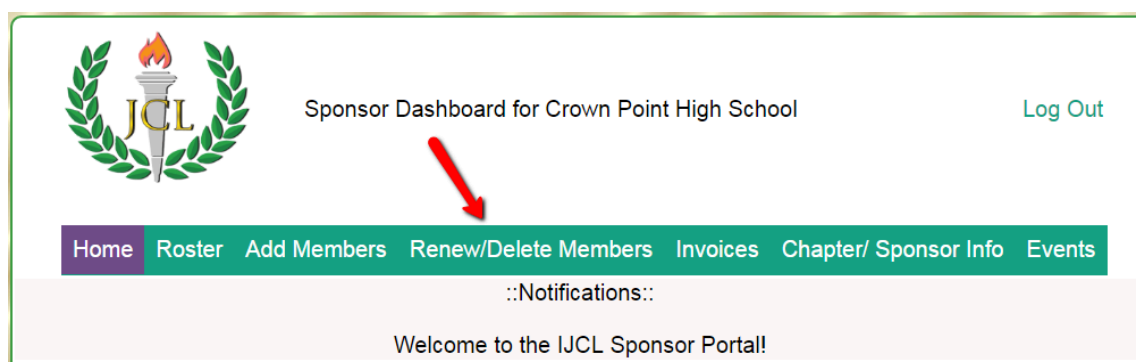 JCL
Sponsor Dashboard for Crown Point High School
Log Out
Home Roster Add Members Renew/Delete Members Invoices Chapter/ Sponsor Info Events
::Notifications::
Welcome to the IJCL Sponsor Portal!